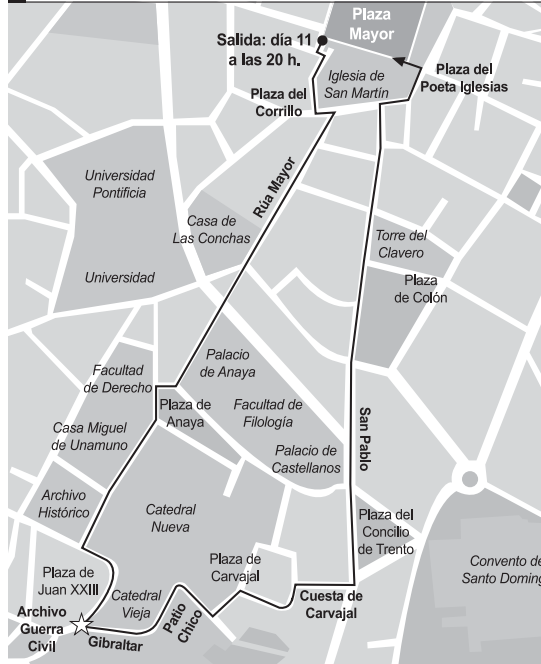 Plaza
Mayor
Salida: día 11
a las 20 h.
Iglesia de
San Martín
Plaza del
Poeta Iglesias
Plaza del
Corrillo
Universidad
Pontificia
Rúa Mayor
Casa de
Las Conchas
Torre del
Clavero
Universidad
Plaza
de Colón
Palacio
de Anaya
Facultad
de Derecho
Plaza de
Anaya
Facultad de
Filología
San Pablo
Casa Miguel
de Unamuno
Palacio de
Castellanos
Archivo
Histórico
Catedral
Nueva
Plaza del
Concilio
de Trento
Plaza de
Juan XXIII
Plaza de
Carvajal
Convento de
Santo Doming
Catedral
Vieja
Patio
Chico
Cuesta de
Carvajal
Archivo
Guerra
Civil
Gibraltar